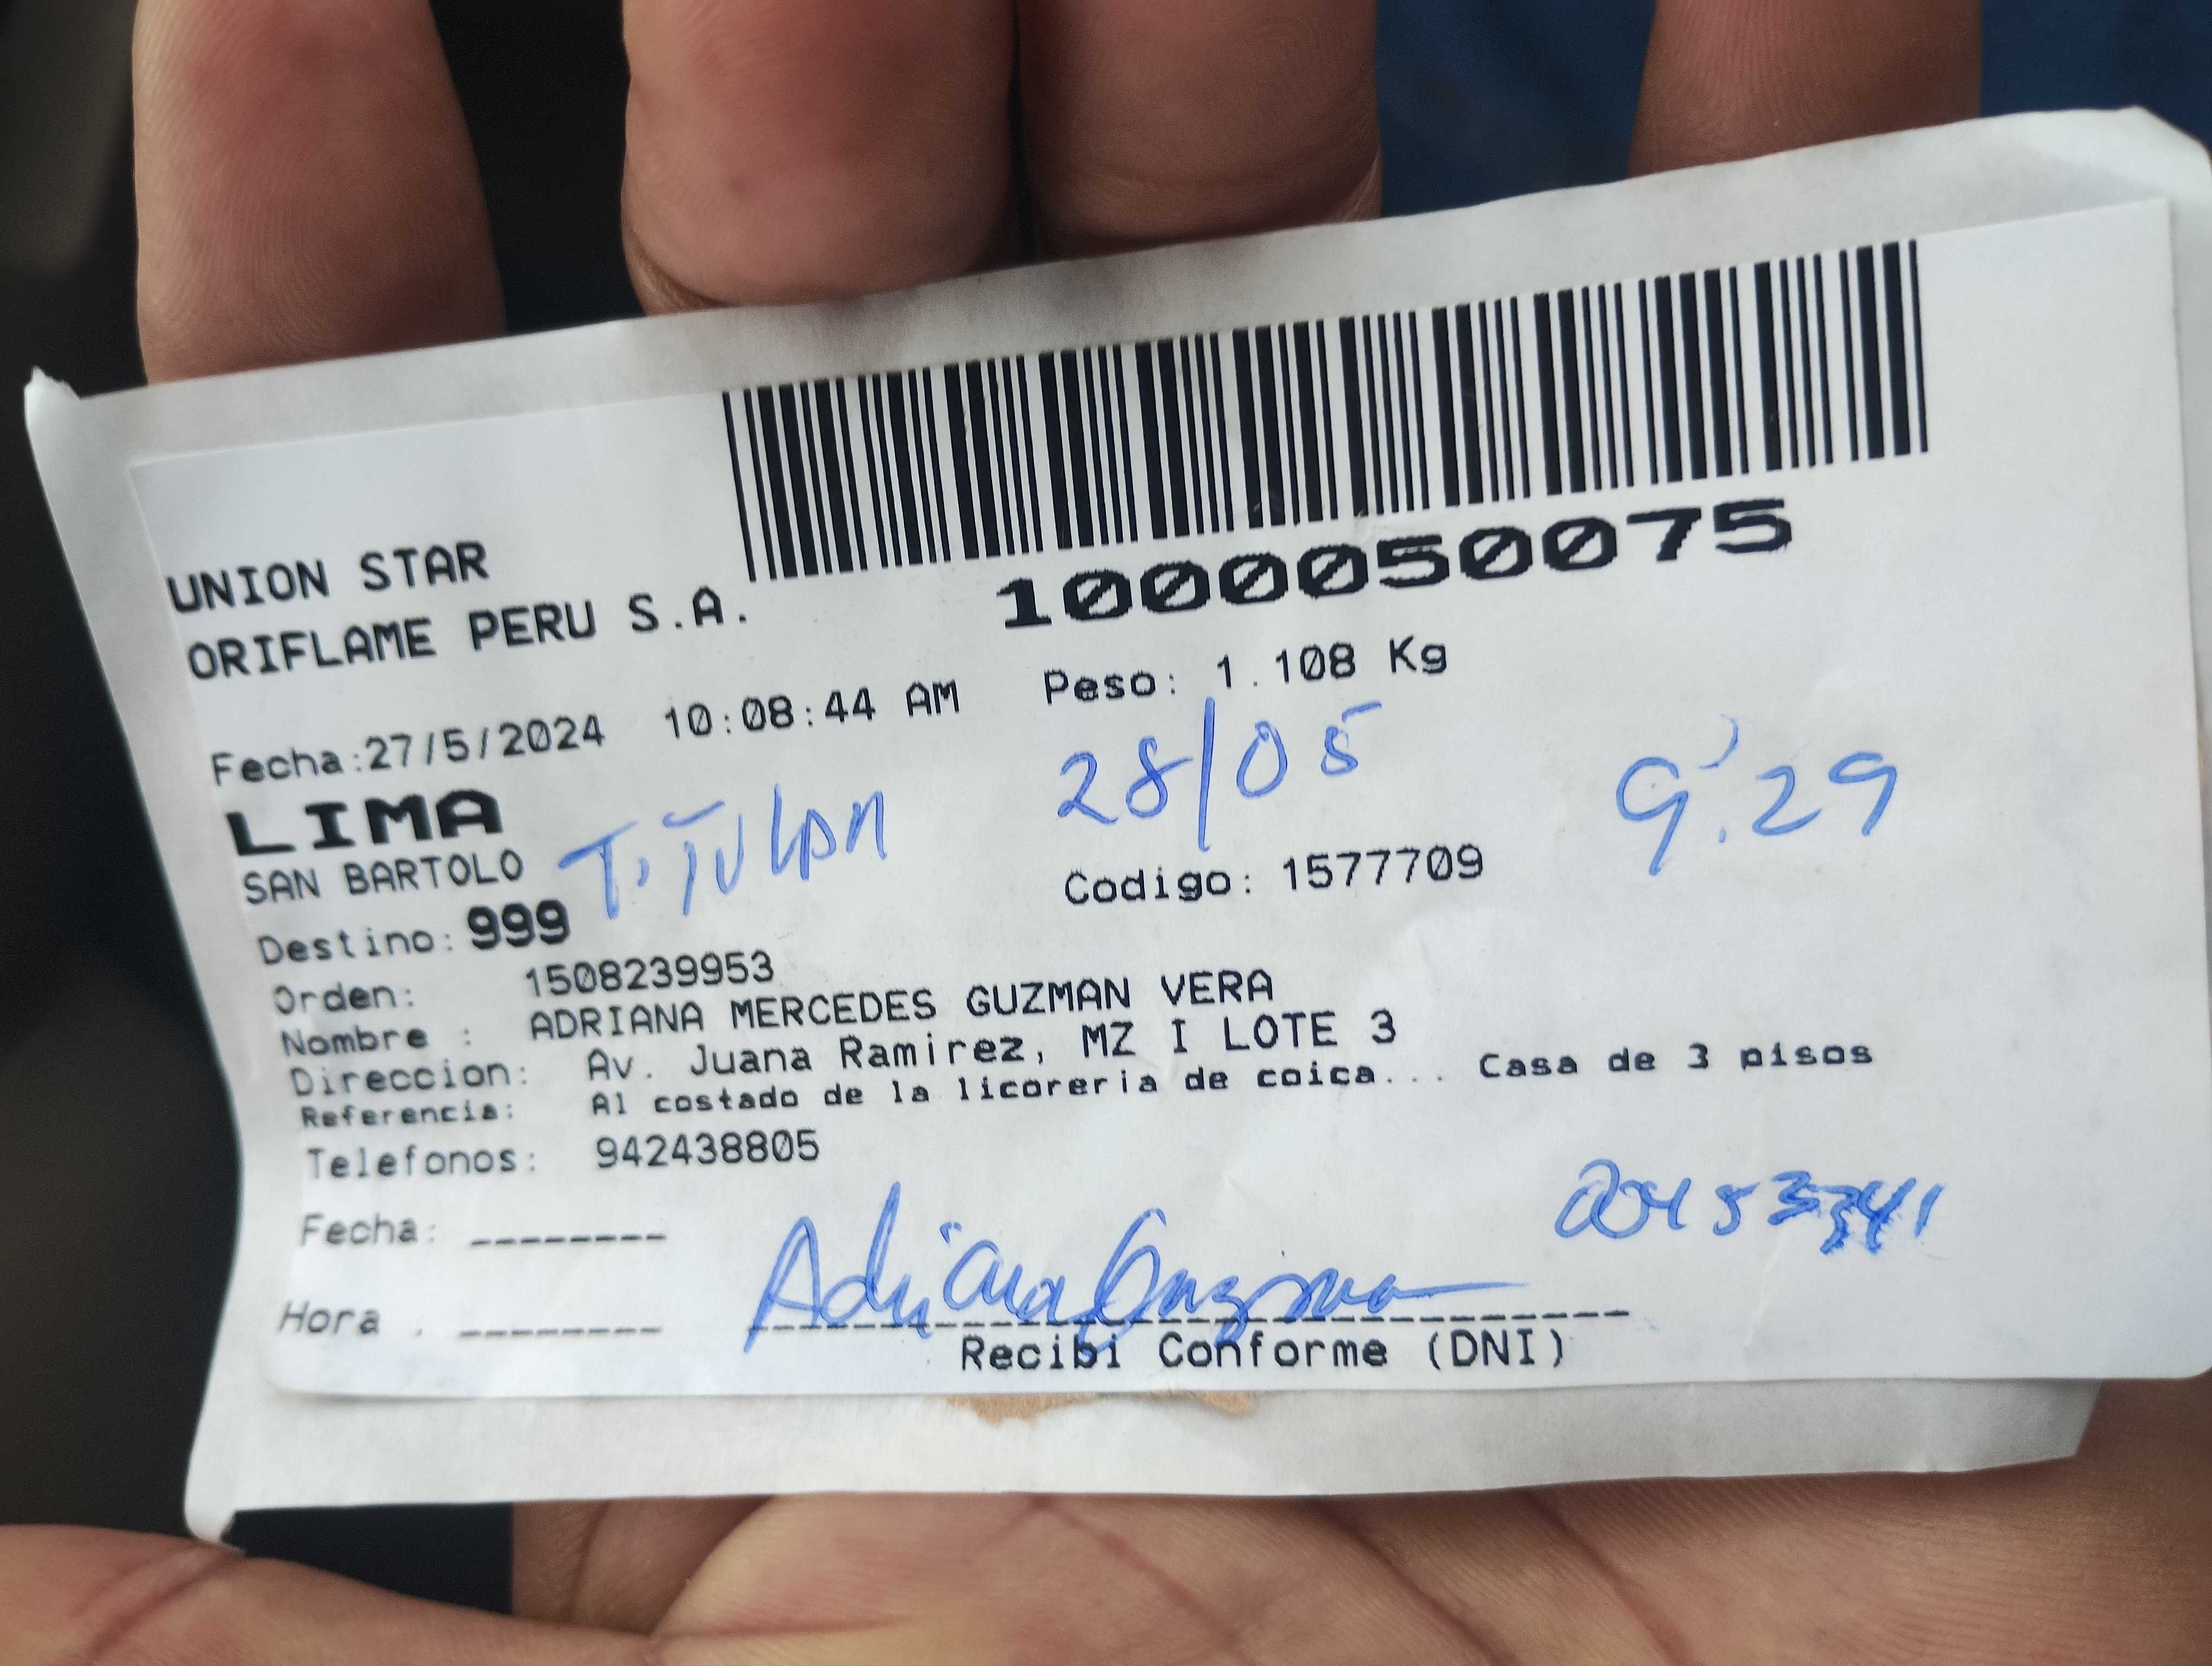 UNION STAR
ORIFLAME PERU S.A.
1000050075
Fecha:27/5/2024 10:08:44 AM Peso: 1.108 Kg
LIMA
28/05 9:29
SAN BARTOLO
Codigo: 1577709
Destino: 999
Orden: 1508239953
Nombre : ADRIANA MERCEDES GUZMAN VERA
Direccion: Av. Juana Ramirez, MZ I LOTE 3
Referencia: Al costado de la licoreria de coica... Casa de 3 pisos
Telefonos: 942438805
Fecha: --------
Adriana Guzman
Hora . --------
Recibi Conforme (DNI)